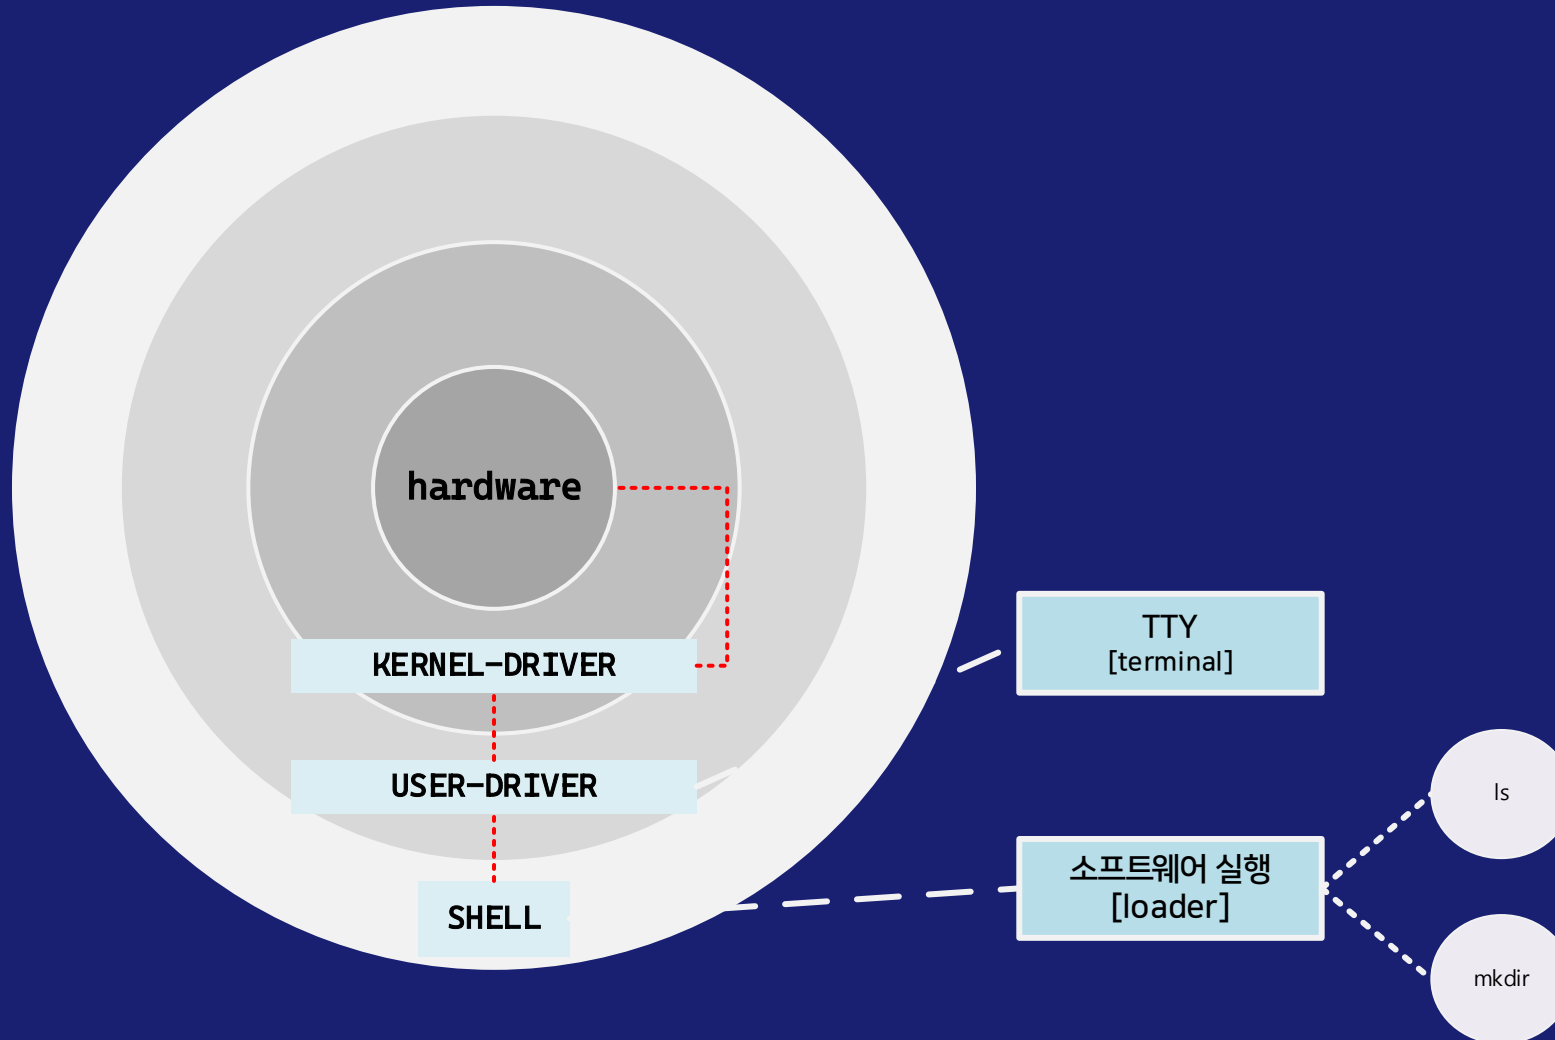 hardware
KERNEL-DRIVER
USER-DRIVER
SHELL
TTY
[terminal]
소프트웨어 실행
[loader]
ls
mkdir